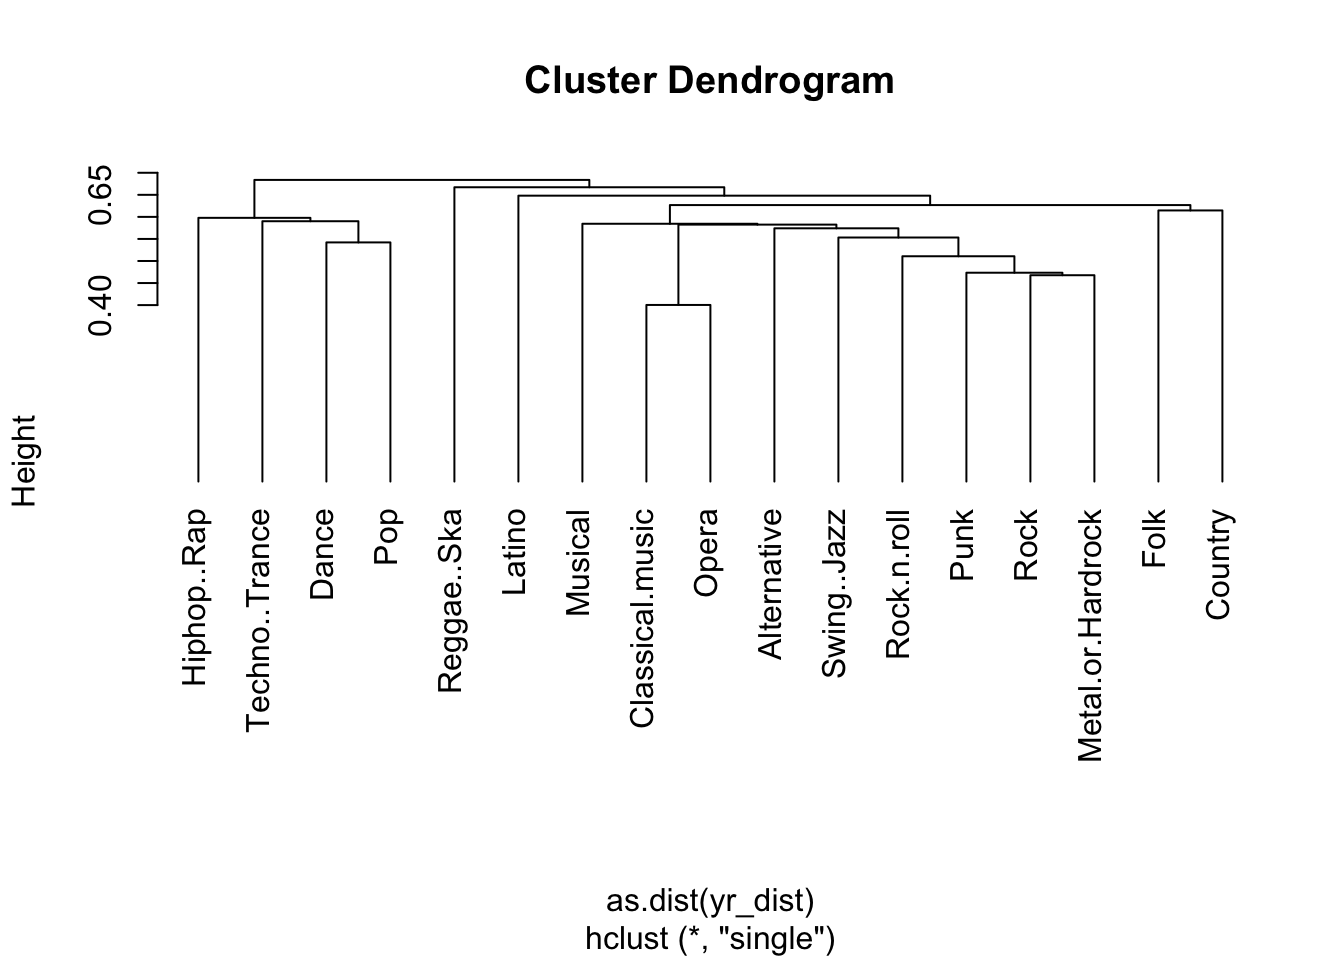 Cluster Dendrogram
0.65
0.40
Height
Hiphop..Rap
Techno..Trance
Dance
Pop
Reggae..Ska
Latino
Musical
Classical.music
Opera
Alternative
Swing..Jazz
Rock.n.roll
Punk
Rock
Metal.or.Hardrock
Folk
Country
as.dist(yr_dist)
hclust (*, "single")